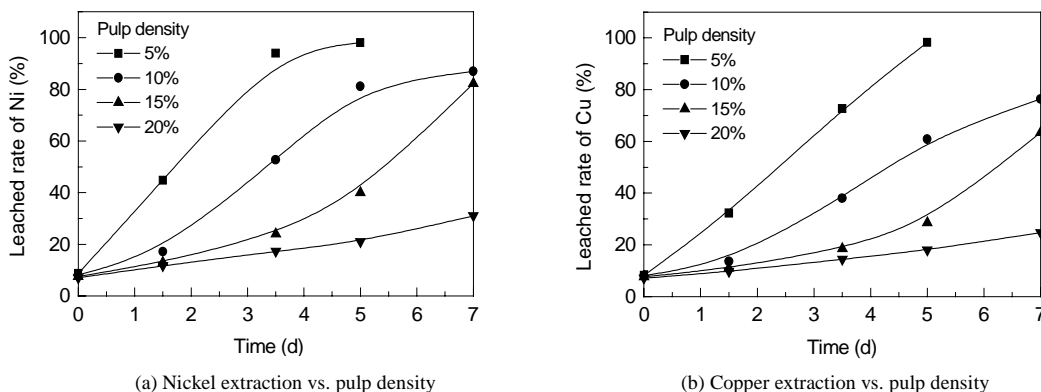 Pulp density
5%
10%
15%
20%
Leached rate of Ni (%)
100
80
60
40
20
0
0 1 2 3 4 5 6 7
Time (d)
(a) Nickel extraction vs. pulp density
Pulp density
5%
10%
15%
20%
Leached rate of Cu (%)
100
80
60
40
20
0
0 1 2 3 4 5 6 7
Time (d)
(b) Copper extraction vs. pulp density